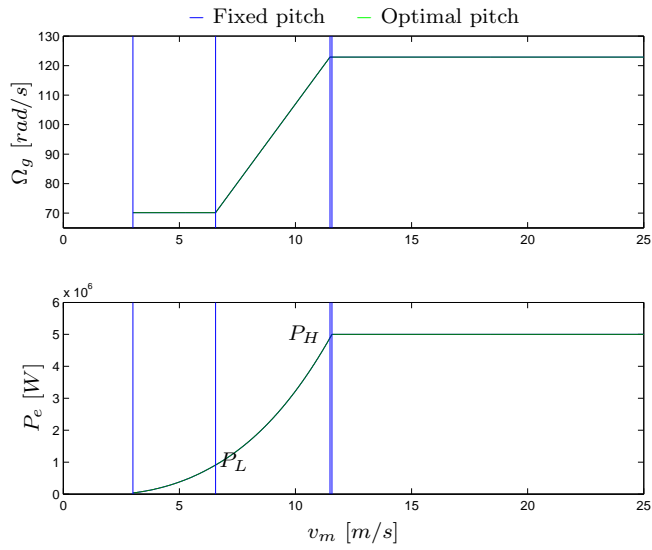 Fixed pitch Optimal pitch
130
120
110
100
90
80
70
Ω_g [rad/s]
0 5 10 15 20 25
x 10^6
6
5
4
3
2
1
0
P_e [W]
P_H
P_L
0 5 10 15 20 25
v_m [m/s]